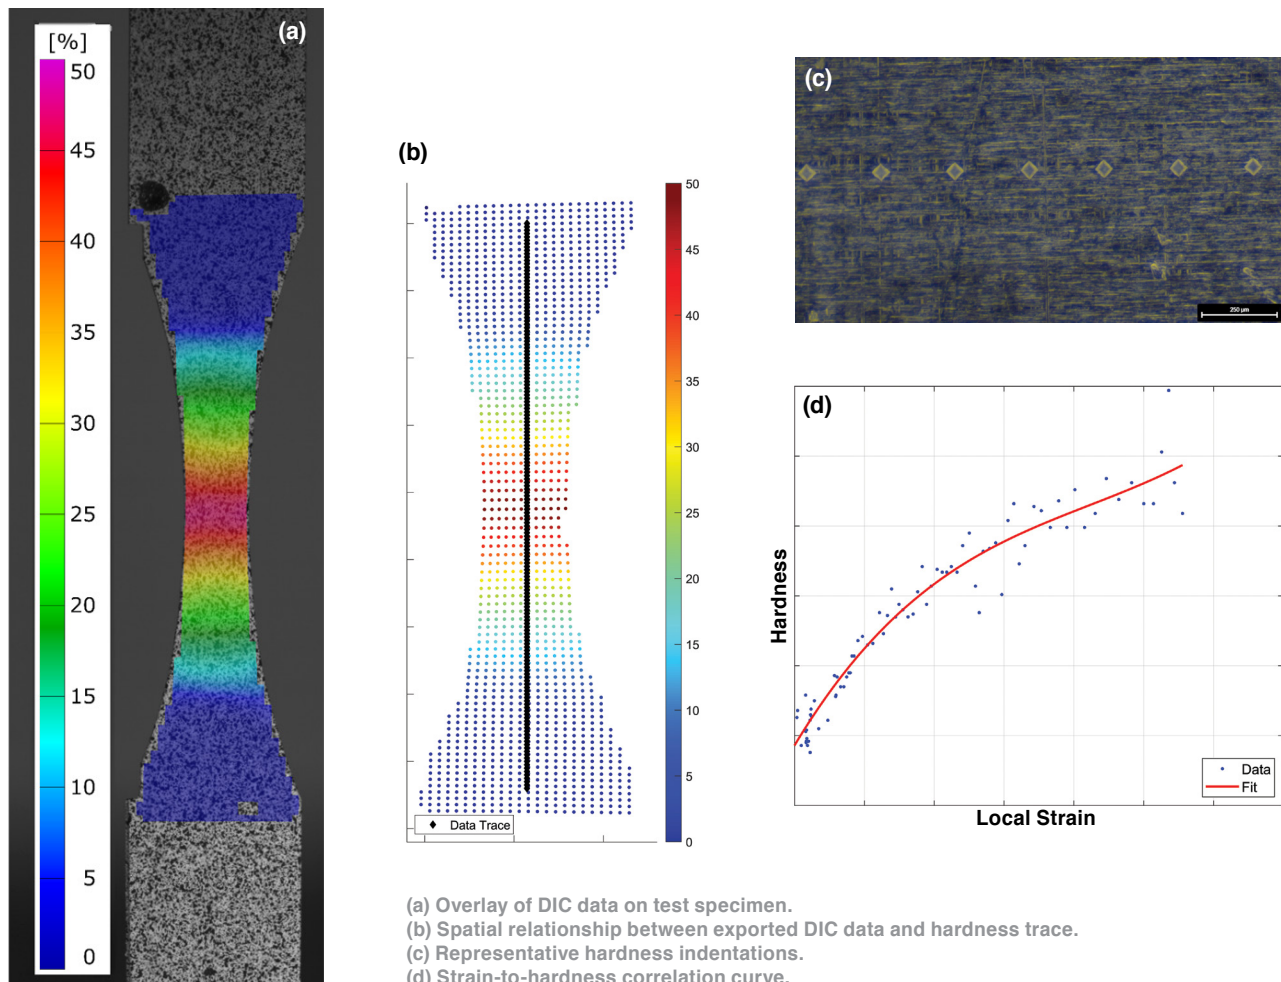 (a)
[%]
50
45
40
35
30
25
20
15
10
5
0
(b)
50
45
40
35
30
25
20
15
10
5
0
Data Trace
(c)
250 µm
(d)
Hardness
Data
Fit
Local Strain
(a) Overlay of DIC data on test specimen.
(b) Spatial relationship between exported DIC data and hardness trace.
(c) Representative hardness indentations.
(d) Strain-to-hardness correlation curve.